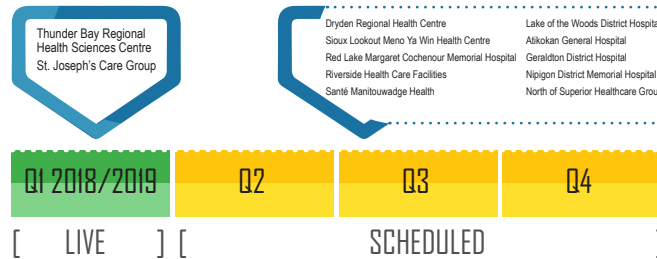 Thunder Bay Regional
Health Sciences Centre
St. Joseph's Care Group
Dryden Regional Health Centre
Sioux Lookout Meno Ya Win Health Centre
Red Lake Margaret Cochenour Memorial Hospital
Riverside Health Care Facilities
Santé Manitouwadge Health
Lake of the Woods District Hospita
Atikokan General Hospital
Geraldton District Hospital
Nipigon District Memorial Hospital
North of Superior Healthcare Grou
Q1 2018/2019 Q2 Q3 Q4
[ LIVE ] [ SCHEDULED ]